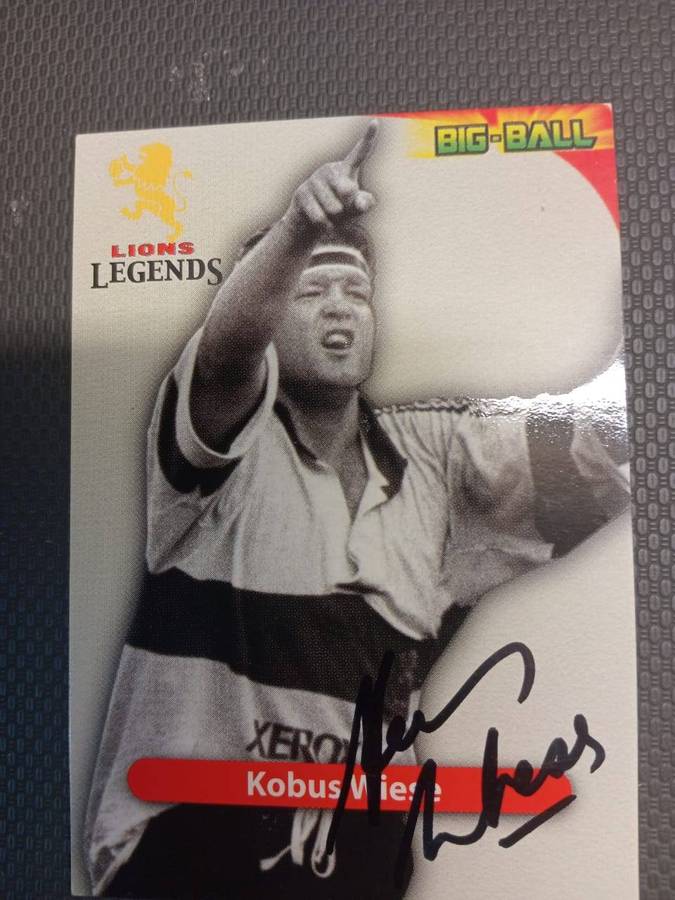 BIG-BALL
LIONS
LEGENDS
XEROX
Kobus Wiese